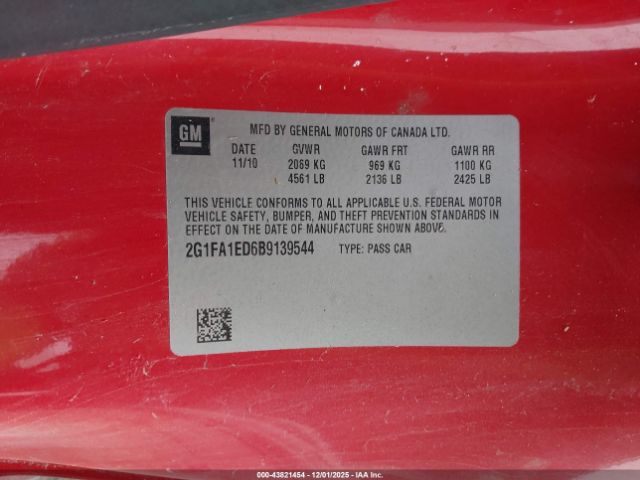 GM
MFD BY GENERAL MOTORS OF CANADA LTD.
DATE GVWR GAWR FRT GAWR RR
11/10 2069 KG 969 KG 1100 KG
4561 LB 2136 LB 2425 LB
THIS VEHICLE CONFORMS TO ALL APPLICABLE U.S. FEDERAL MOTOR
VEHICLE SAFETY, BUMPER, AND THEFT PREVENTION STANDARDS IN
EFFECT ON THE DATE OF MANUFACTURE SHOWN ABOVE.
2G1FA1ED6B9139544 TYPE: PASS CAR
00-43821454 • 12/01/2025 • IAA Inc.